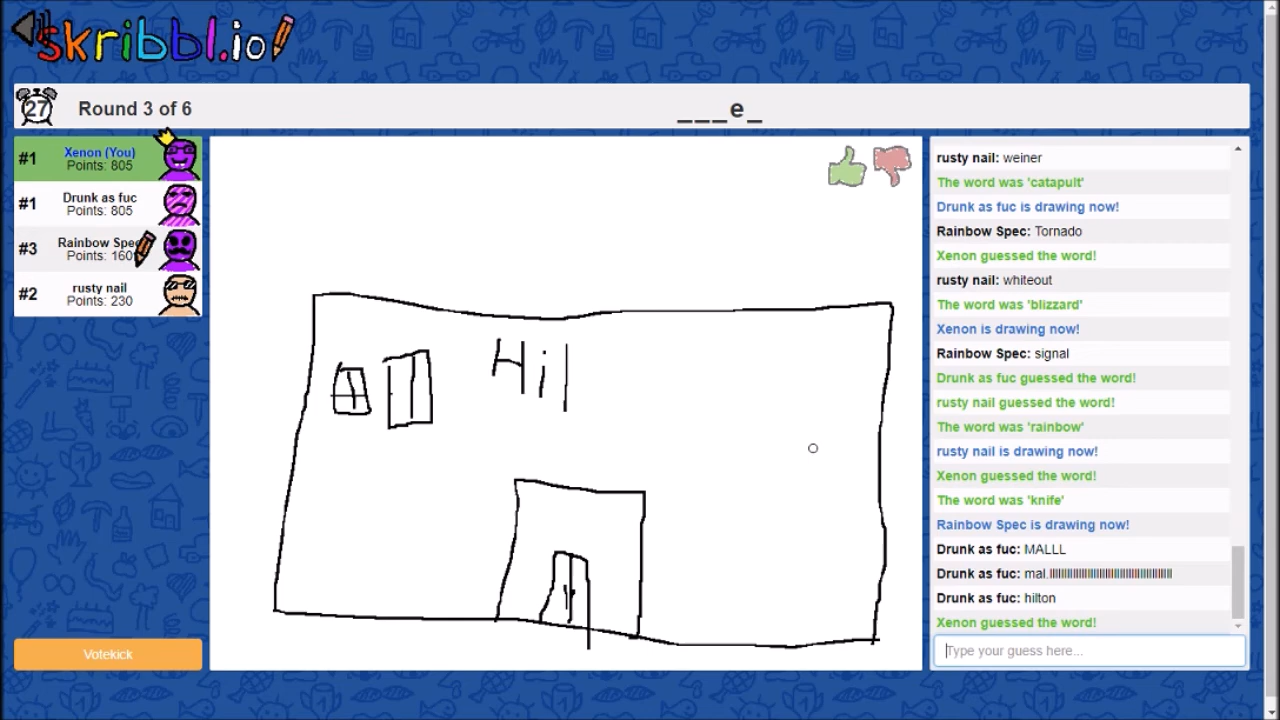 skribbl.io
27
Round 3 of 6
___e_
#1
Xenon (You)
Points: 805
#1
Drunk as fuc
Points: 805
#3
Rainbow Spec
Points: 160
#2
rusty nail
Points: 230
Votekick
Hil
rusty nail: weiner
The word was 'catapult'
Drunk as fuc is drawing now!
Rainbow Spec: Tornado
Xenon guessed the word!
rusty nail: whiteout
The word was 'blizzard'
Xenon is drawing now!
Rainbow Spec: signal
Drunk as fuc guessed the word!
rusty nail guessed the word!
The word was 'rainbow'
rusty nail is drawing now!
Xenon guessed the word!
The word was 'knife'
Rainbow Spec is drawing now!
Drunk as fuc: MALLL
Drunk as fuc:
Drunk as fuc: hilton
Xenon guessed the word!
Type your guess here...